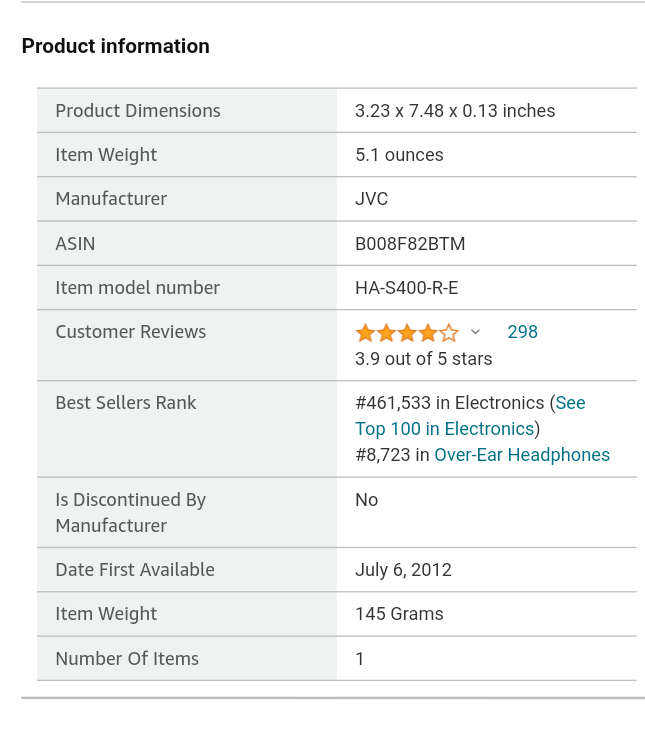 Product information
Product Dimensions 3.23 x 7.48 x 0.13 inches
Item Weight 5.1 ounces
Manufacturer JVC
ASIN B008F82BTM
Item model number HA-S400-R-E
Customer Reviews 298
3.9 out of 5 stars
Best Sellers Rank #461,533 in Electronics (See
Top 100 in Electronics)
#8,723 in Over-Ear Headphones
Is Discontinued By No
Manufacturer
Date First Available July 6, 2012
Item Weight 145 Grams
Number Of Items 1